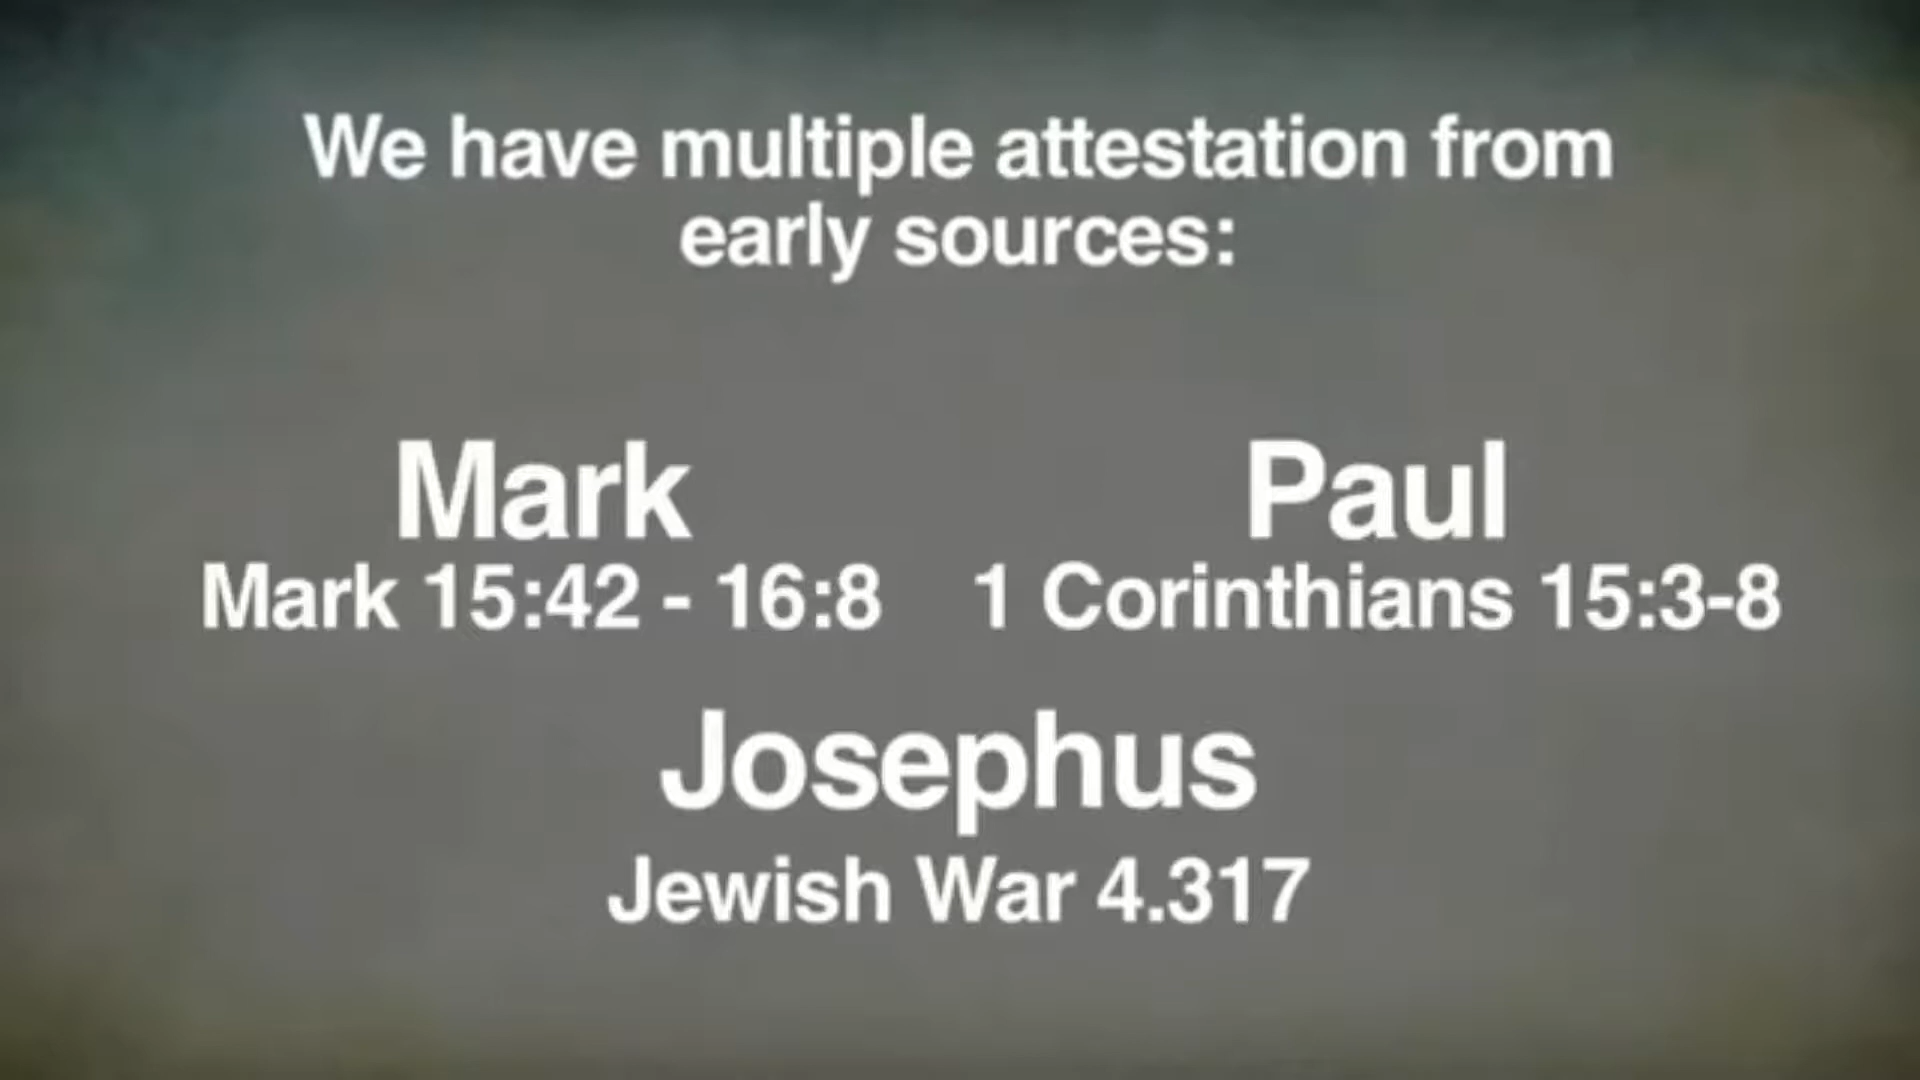 We have multiple attestation from
early sources:
Mark
Mark 15:42 - 16:8
Paul
1 Corinthians 15:3-8
Josephus
Jewish War 4.317